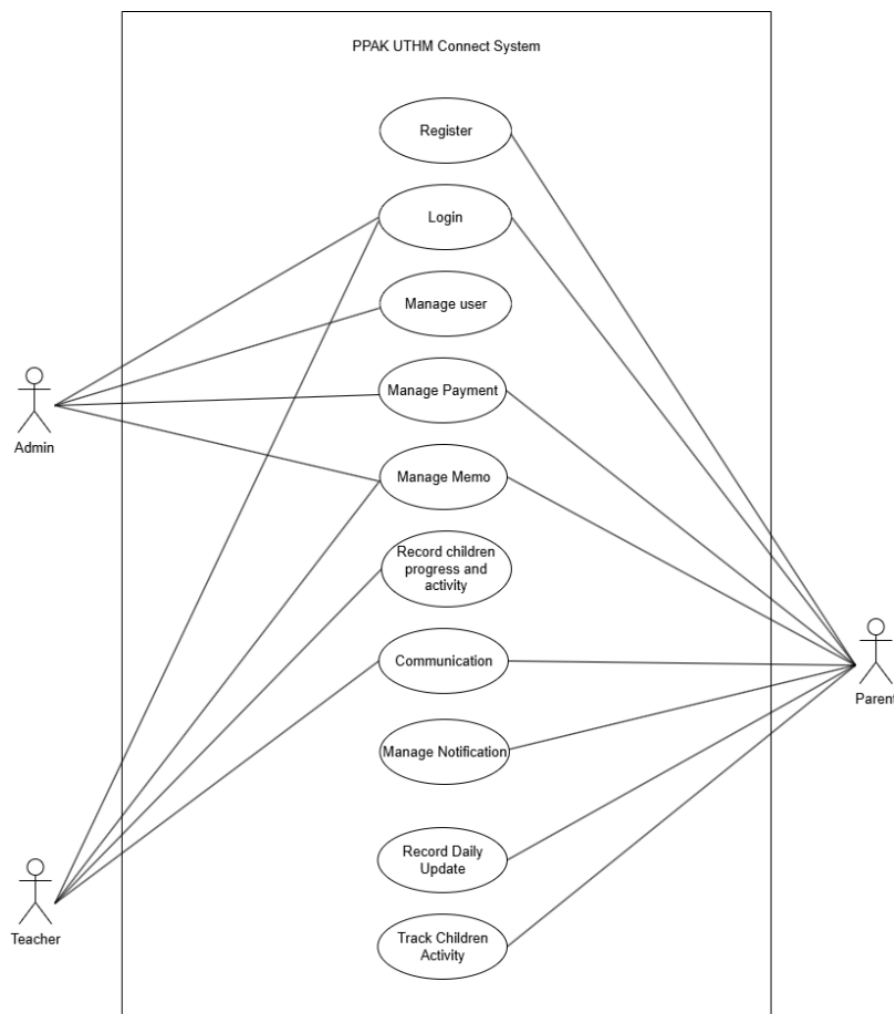 PPAK UTHM Connect System
Register
Login
Manage user
Manage Payment
Admin
Manage Memo
Record children
progress and
activity
Communication
Parent
Manage Notification
Record Daily
Update
Teacher
Track Children
Activity